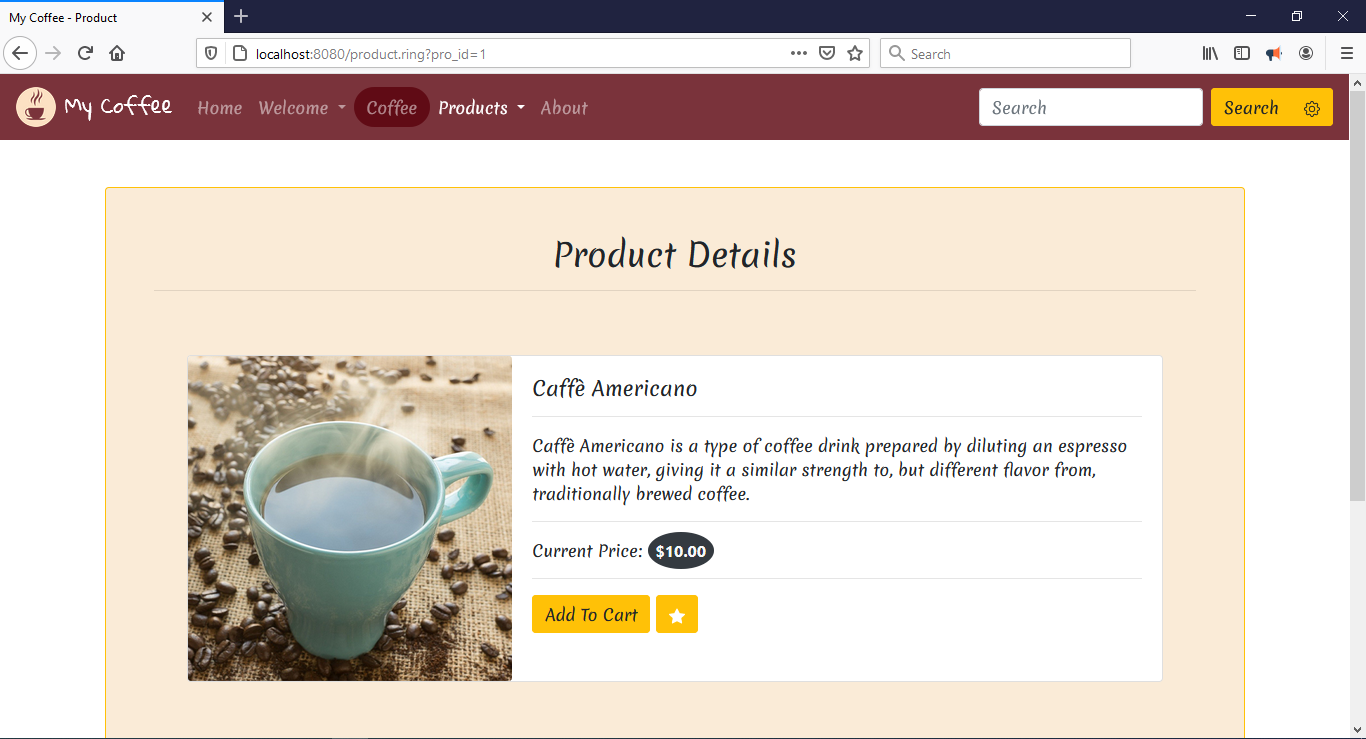 My Coffee - Product
localhost:8080/product.ring?pro_id=1
Search
My Coffee
Home
Welcome
Coffee
Products
About
Search
Search
Product Details
Caffè Americano
Caffè Americano is a type of coffee drink prepared by diluting an espresso
with hot water, giving it a similar strength to, but different flavor from,
traditionally brewed coffee.
Current Price: $10.00
Add To Cart